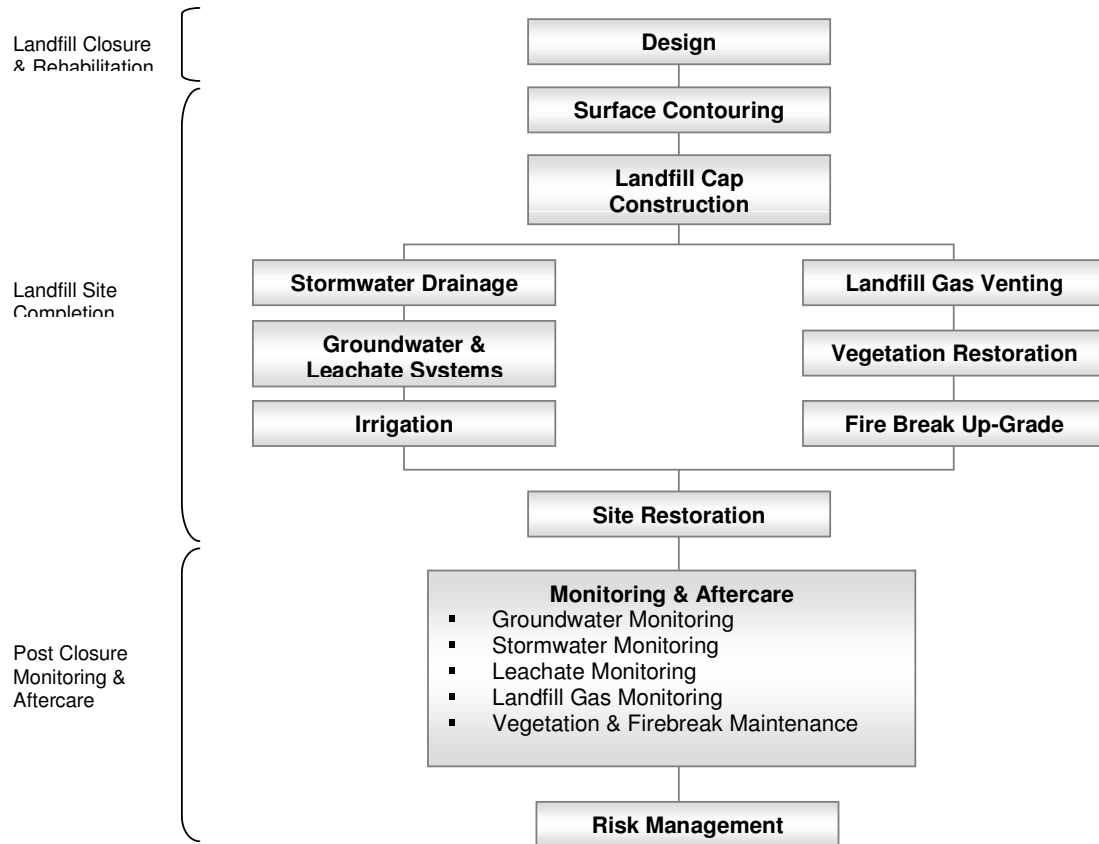 Landfill Closure
& Rehabilitation
Design
Surface Contouring
Landfill Cap
Construction
Landfill Site
Completion
Stormwater Drainage
Groundwater &
Leachate Systems
Irrigation
Landfill Gas Venting
Vegetation Restoration
Fire Break Up-Grade
Site Restoration
Post Closure
Monitoring &
Aftercare
Monitoring & Aftercare
▪ Groundwater Monitoring
▪ Stormwater Monitoring
▪ Leachate Monitoring
▪ Landfill Gas Monitoring
▪ Vegetation & Firebreak Maintenance
Risk Management